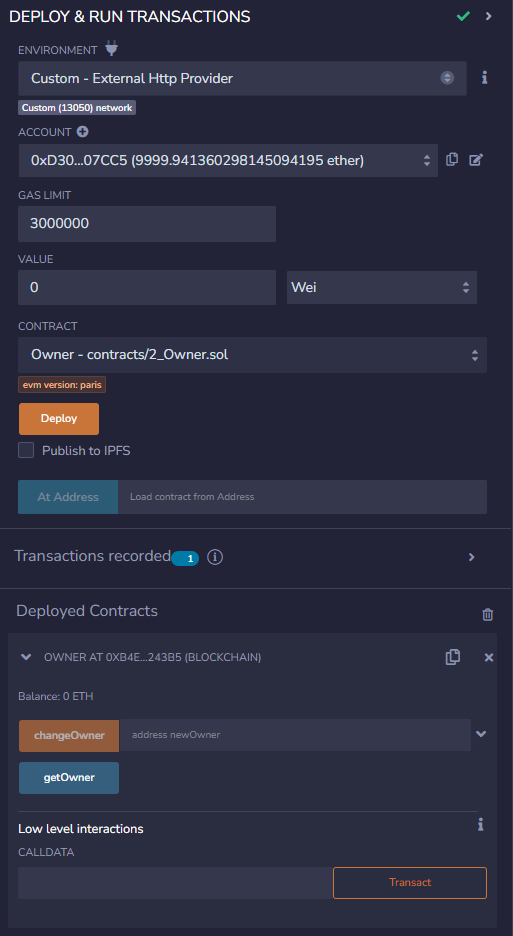 DEPLOY & RUN TRANSACTIONS
ENVIRONMENT
Custom - External Http Provider
Custom (13050) network
ACCOUNT
0xD30...07CC5 (9999.941360298145094195 ether)
GAS LIMIT
3000000
VALUE
0 Wei
CONTRACT
Owner - contracts/2_Owner.sol
evm version: paris
Deploy
Publish to IPFS
At Address Load contract from Address
Transactions recorded 1
Deployed Contracts
OWNER AT 0XB4E...243B5 (BLOCKCHAIN)
Balance: 0 ETH
changeOwner address newOwner
getOwner
Low level interactions
CALLDATA
Transact